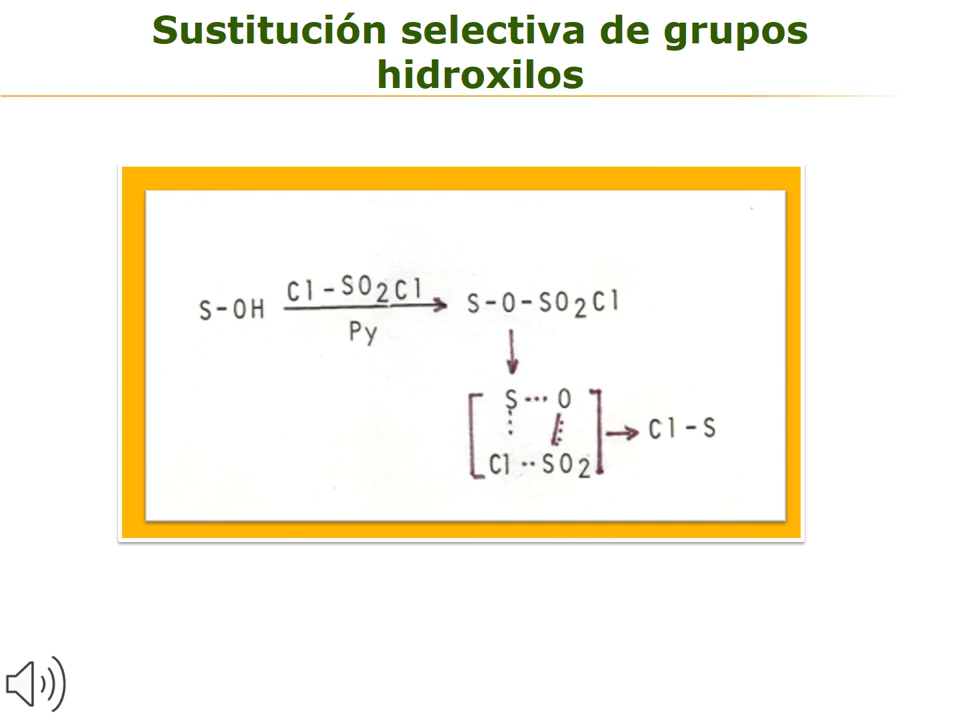 Sustitución selectiva de grupos
hidroxilos
Cl-SO2Cl
S-OH
S-O-SO2Cl
Py
S···O
Cl-S
Cl··SO2